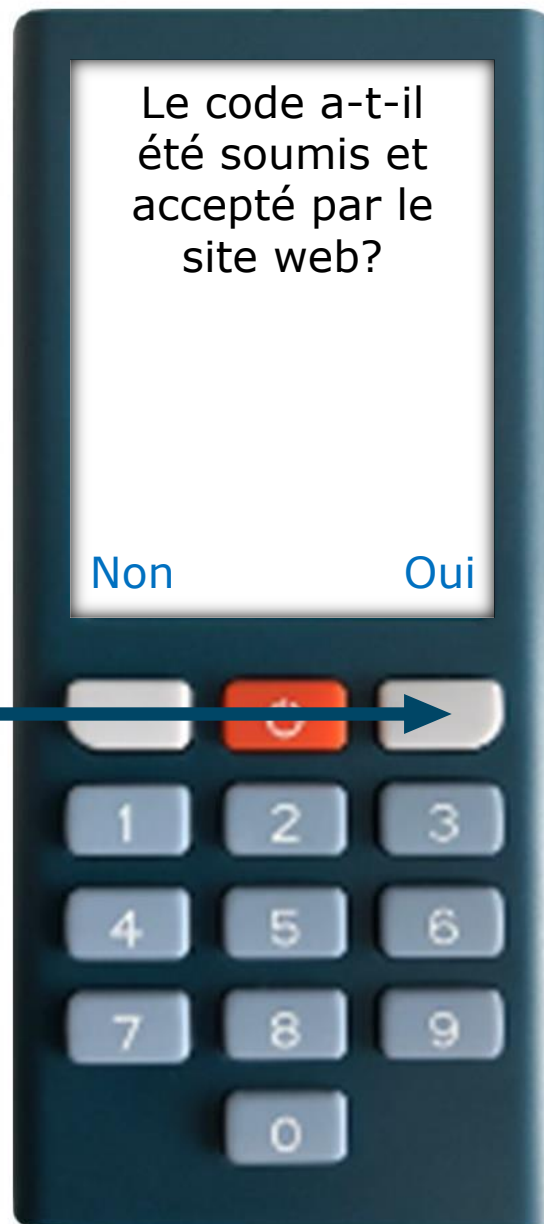 Le code a-t-il
été soumis et
accepté par le
site web?
Non Oui
1 2 3
4 5 6
7 8 9
0